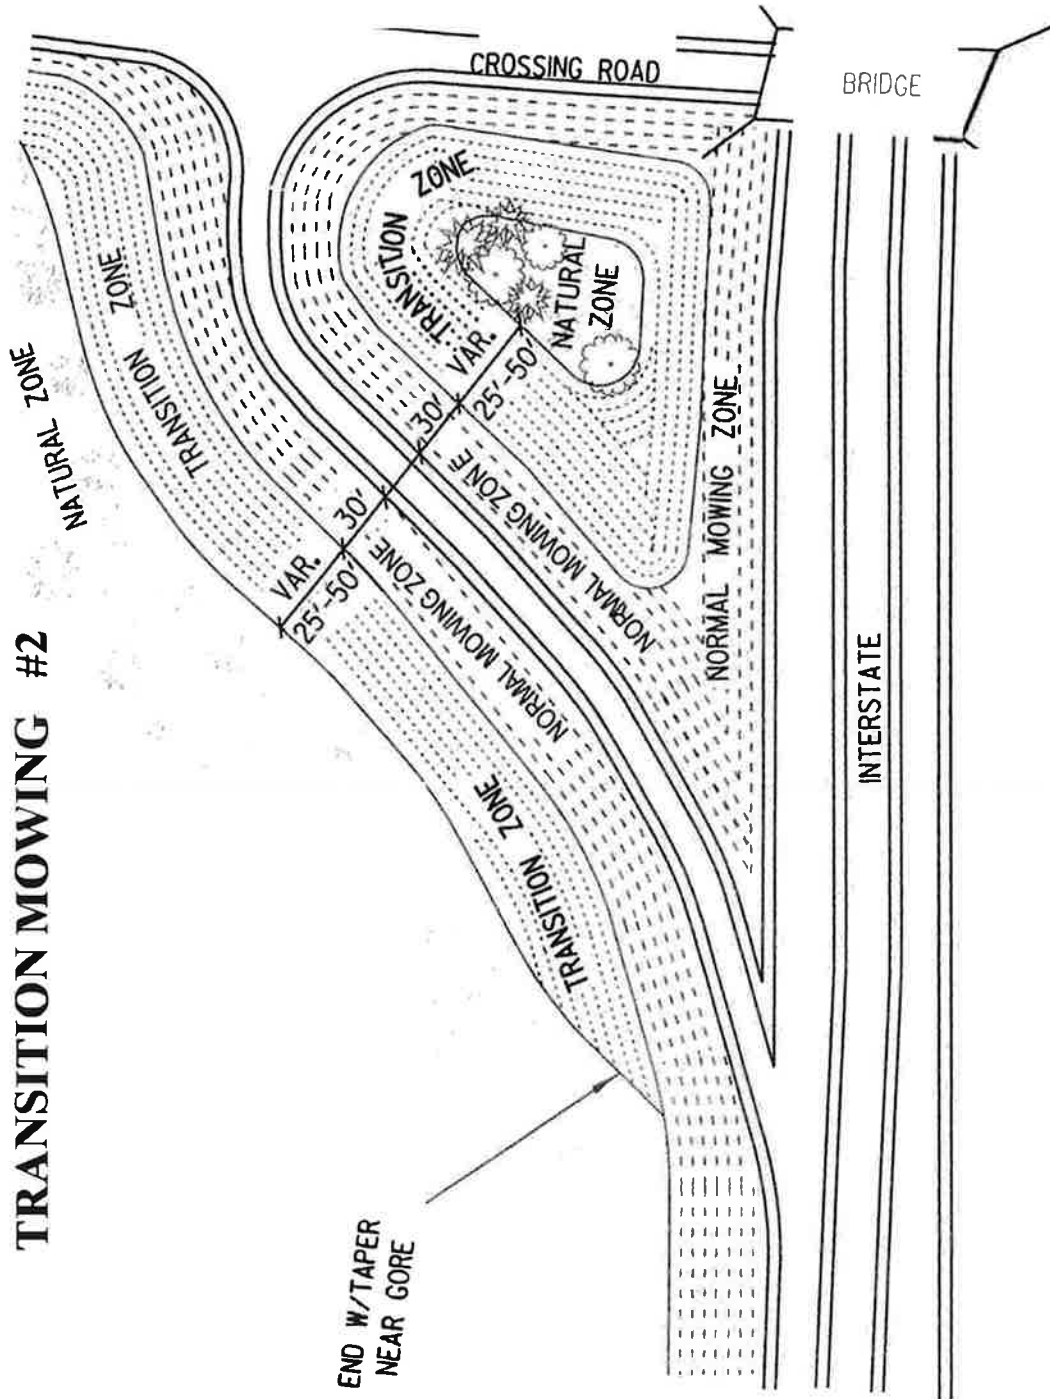 TRANSITION MOWING #2
NATURAL ZONE
TRANSITION ZONE
CROSSING ROAD
BRIDGE
TRANSITION ZONE
NATURAL
ZONE
VAR.
25'-50'
30'
30'
VAR.
25'-50'
NORMAL MOWING ZONE
NORMAL MOWING ZONE
NORMAL MOWING ZONE
TRANSITION ZONE
INTERSTATE
END W/TAPER
NEAR GORE